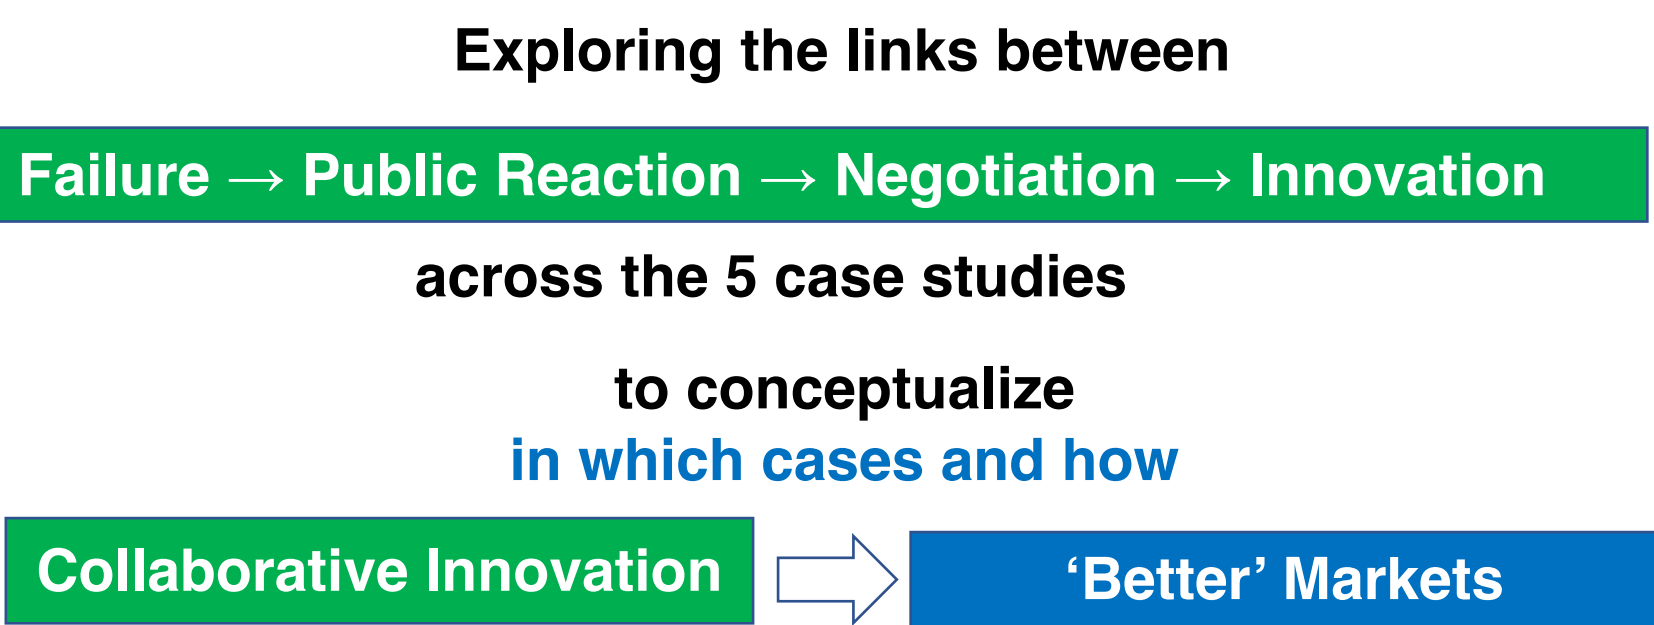 Exploring the links between
Failure → Public Reaction → Negotiation → Innovation
across the 5 case studies
to conceptualize
in which cases and how
Collaborative Innovation
‘Better’ Markets